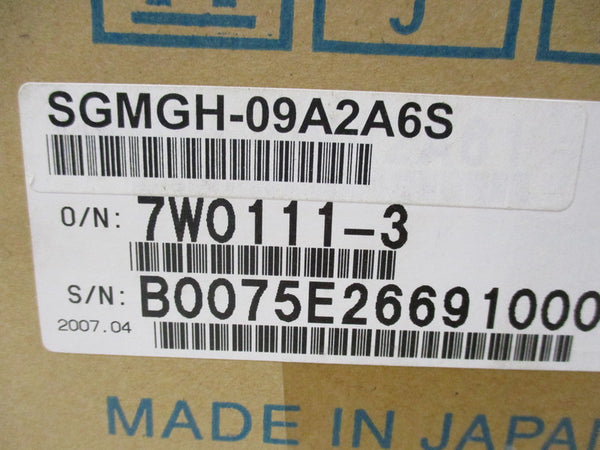 J
SGMGH-09A2A6S
O/N: 7W0111-3
S/N: B0075E26691000
2007.04
MADE IN JAPAN